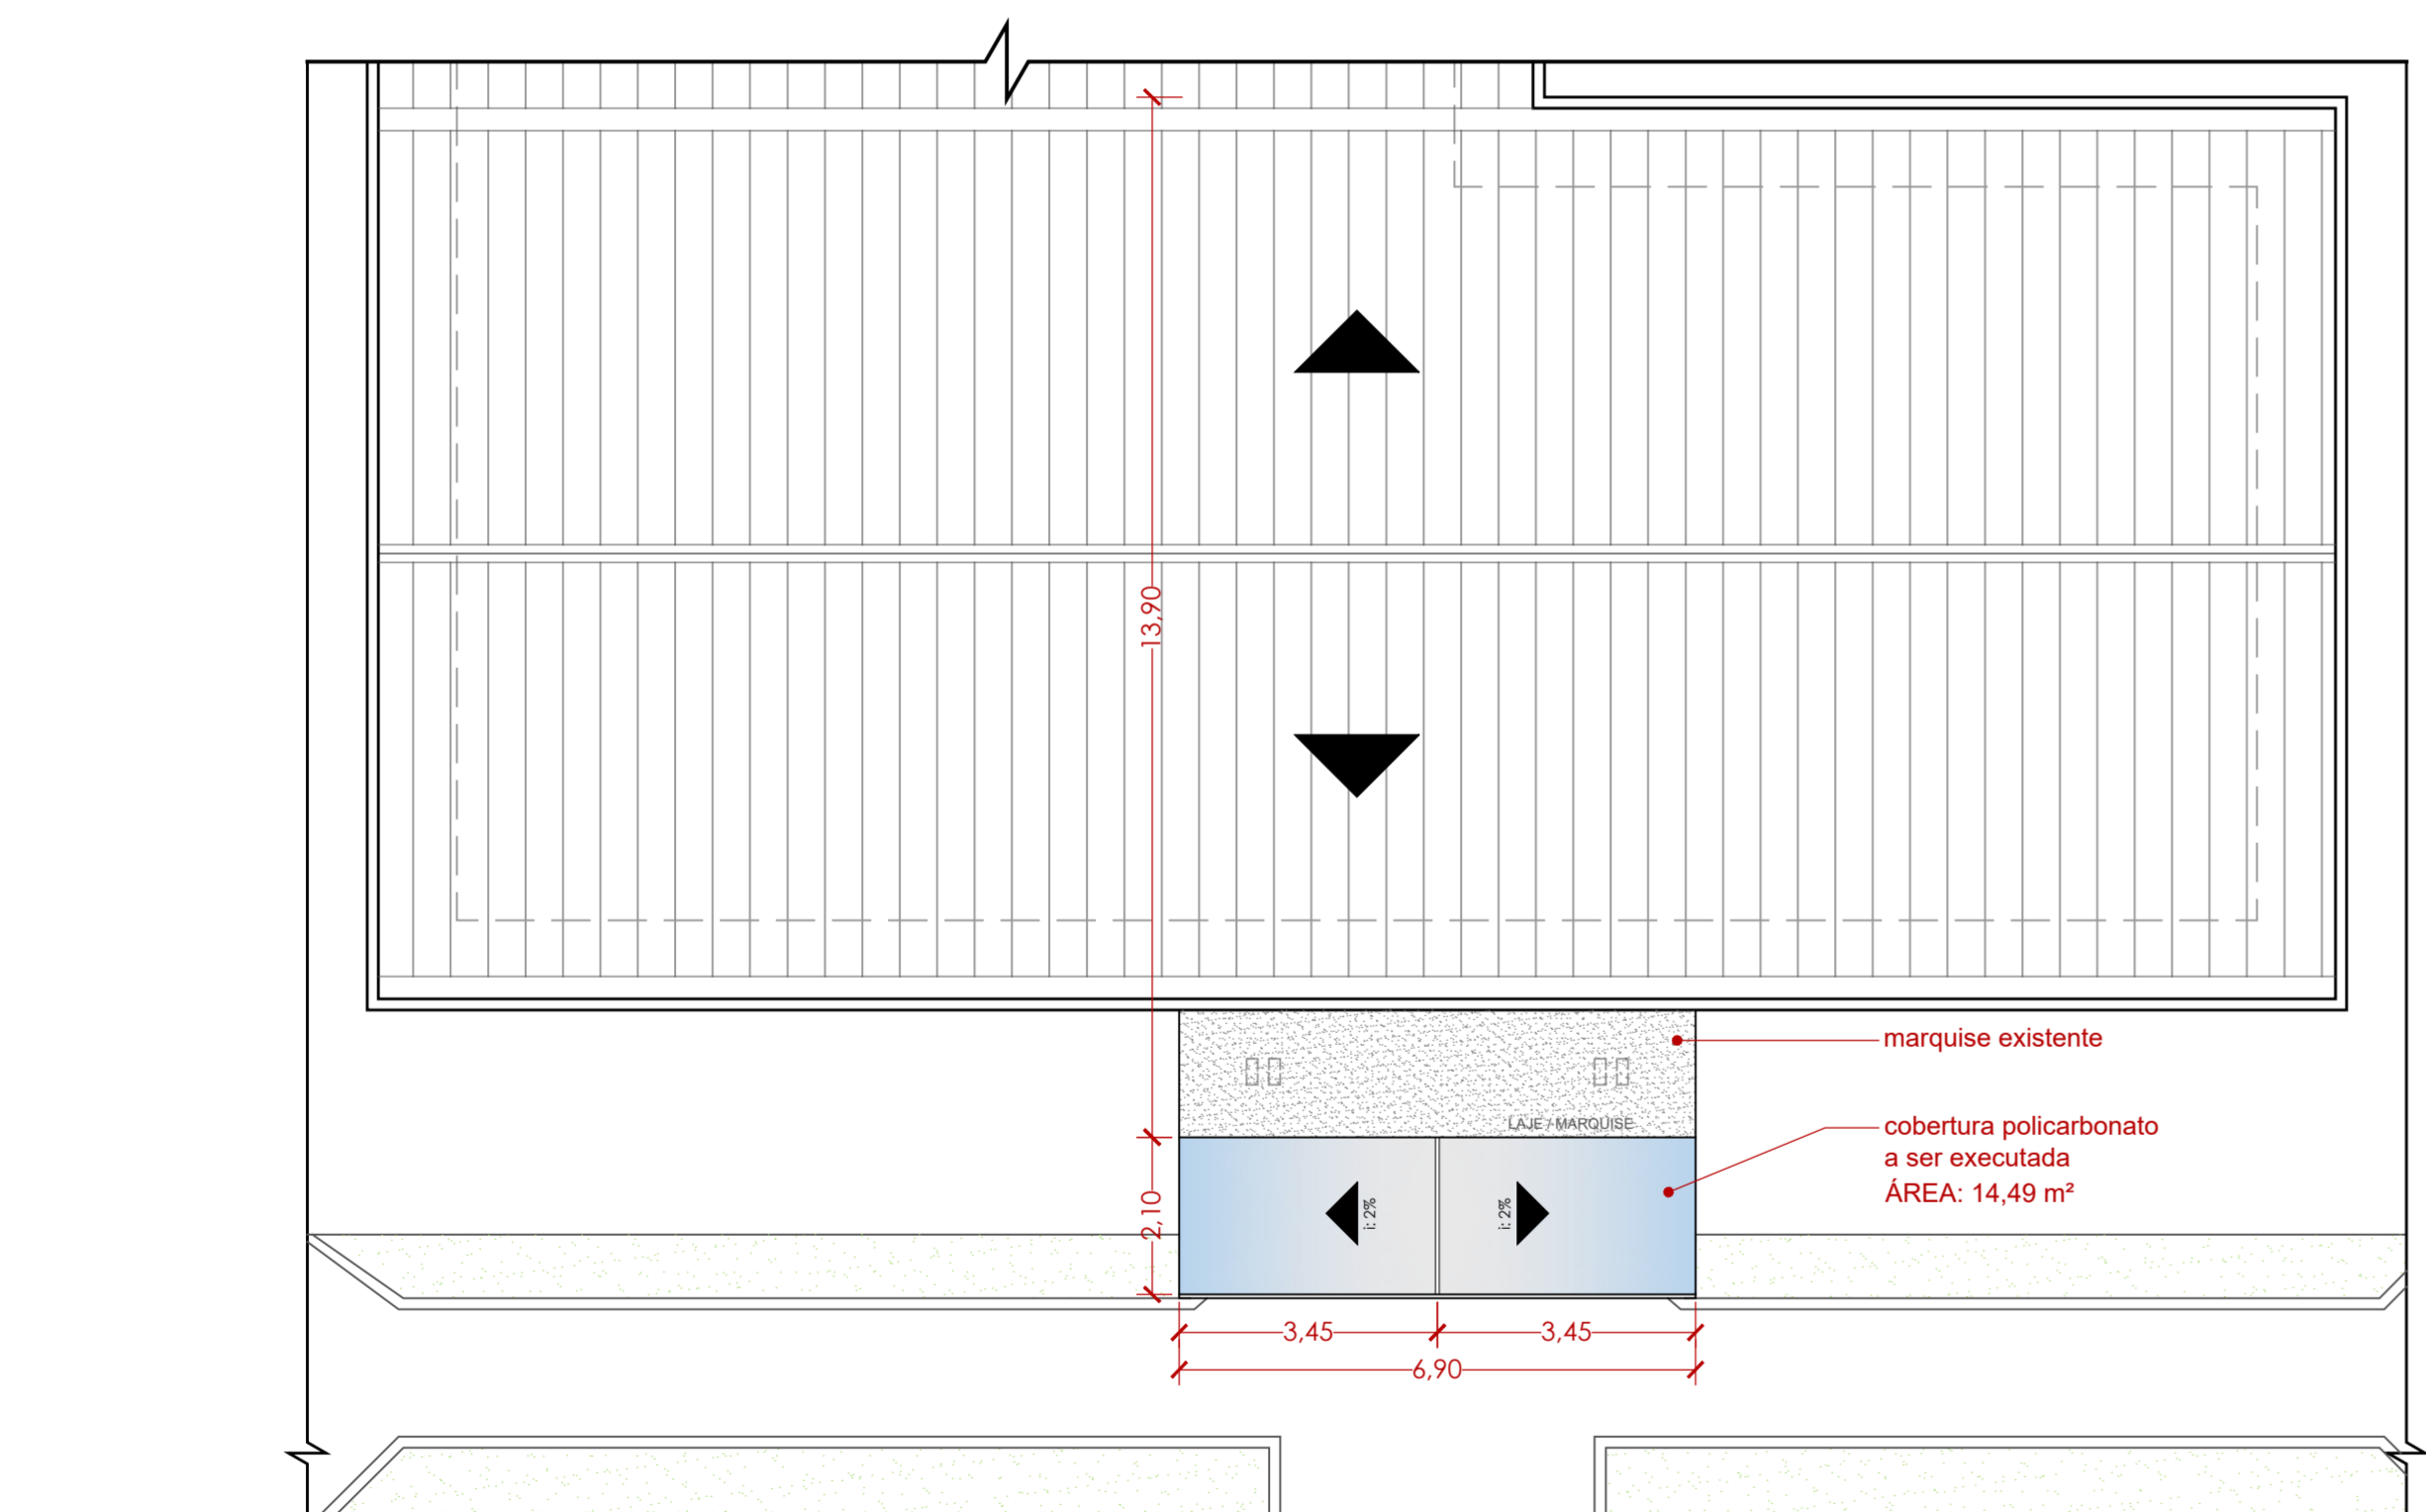 13,90
marquise existente
LAJE / MARQUISE
cobertura policarbonato
a ser executada
ÁREA: 14,49 m²
2,10
i: 2%
i: 2%
3,45
3,45
6,90